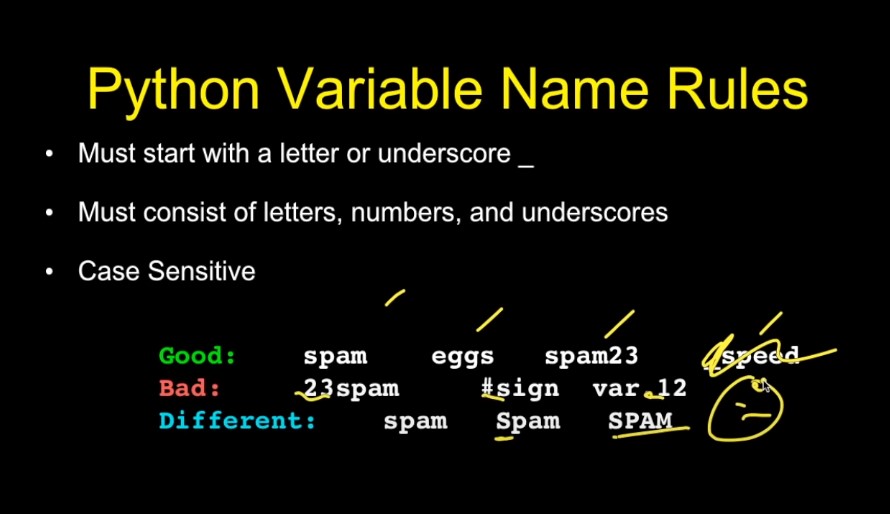 Python Variable Name Rules
• Must start with a letter or underscore _
• Must consist of letters, numbers, and underscores
• Case Sensitive
Good: spam eggs spam23 _speed
Bad: 23spam #sign var.12
Different: spam Spam SPAM